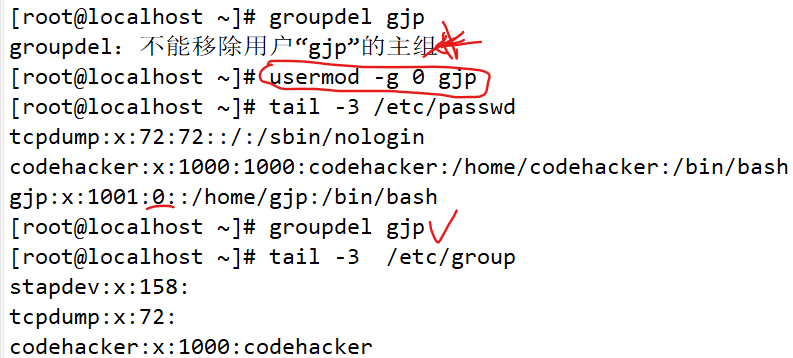 [root@localhost ~]# groupdel gjp
groupdel：不能移除用户“gjp”的主组
[root@localhost ~]# usermod -g 0 gjp
[root@localhost ~]# tail -3 /etc/passwd
tcpdump:x:72:72::/:/sbin/nologin
codehacker:x:1000:1000:codehacker:/home/codehacker:/bin/bash
gjp:x:1001:0::/home/gjp:/bin/bash
[root@localhost ~]# groupdel gjp
[root@localhost ~]# tail -3  /etc/group
stapdev:x:158:
tcpdump:x:72:
codehacker:x:1000:codehacker